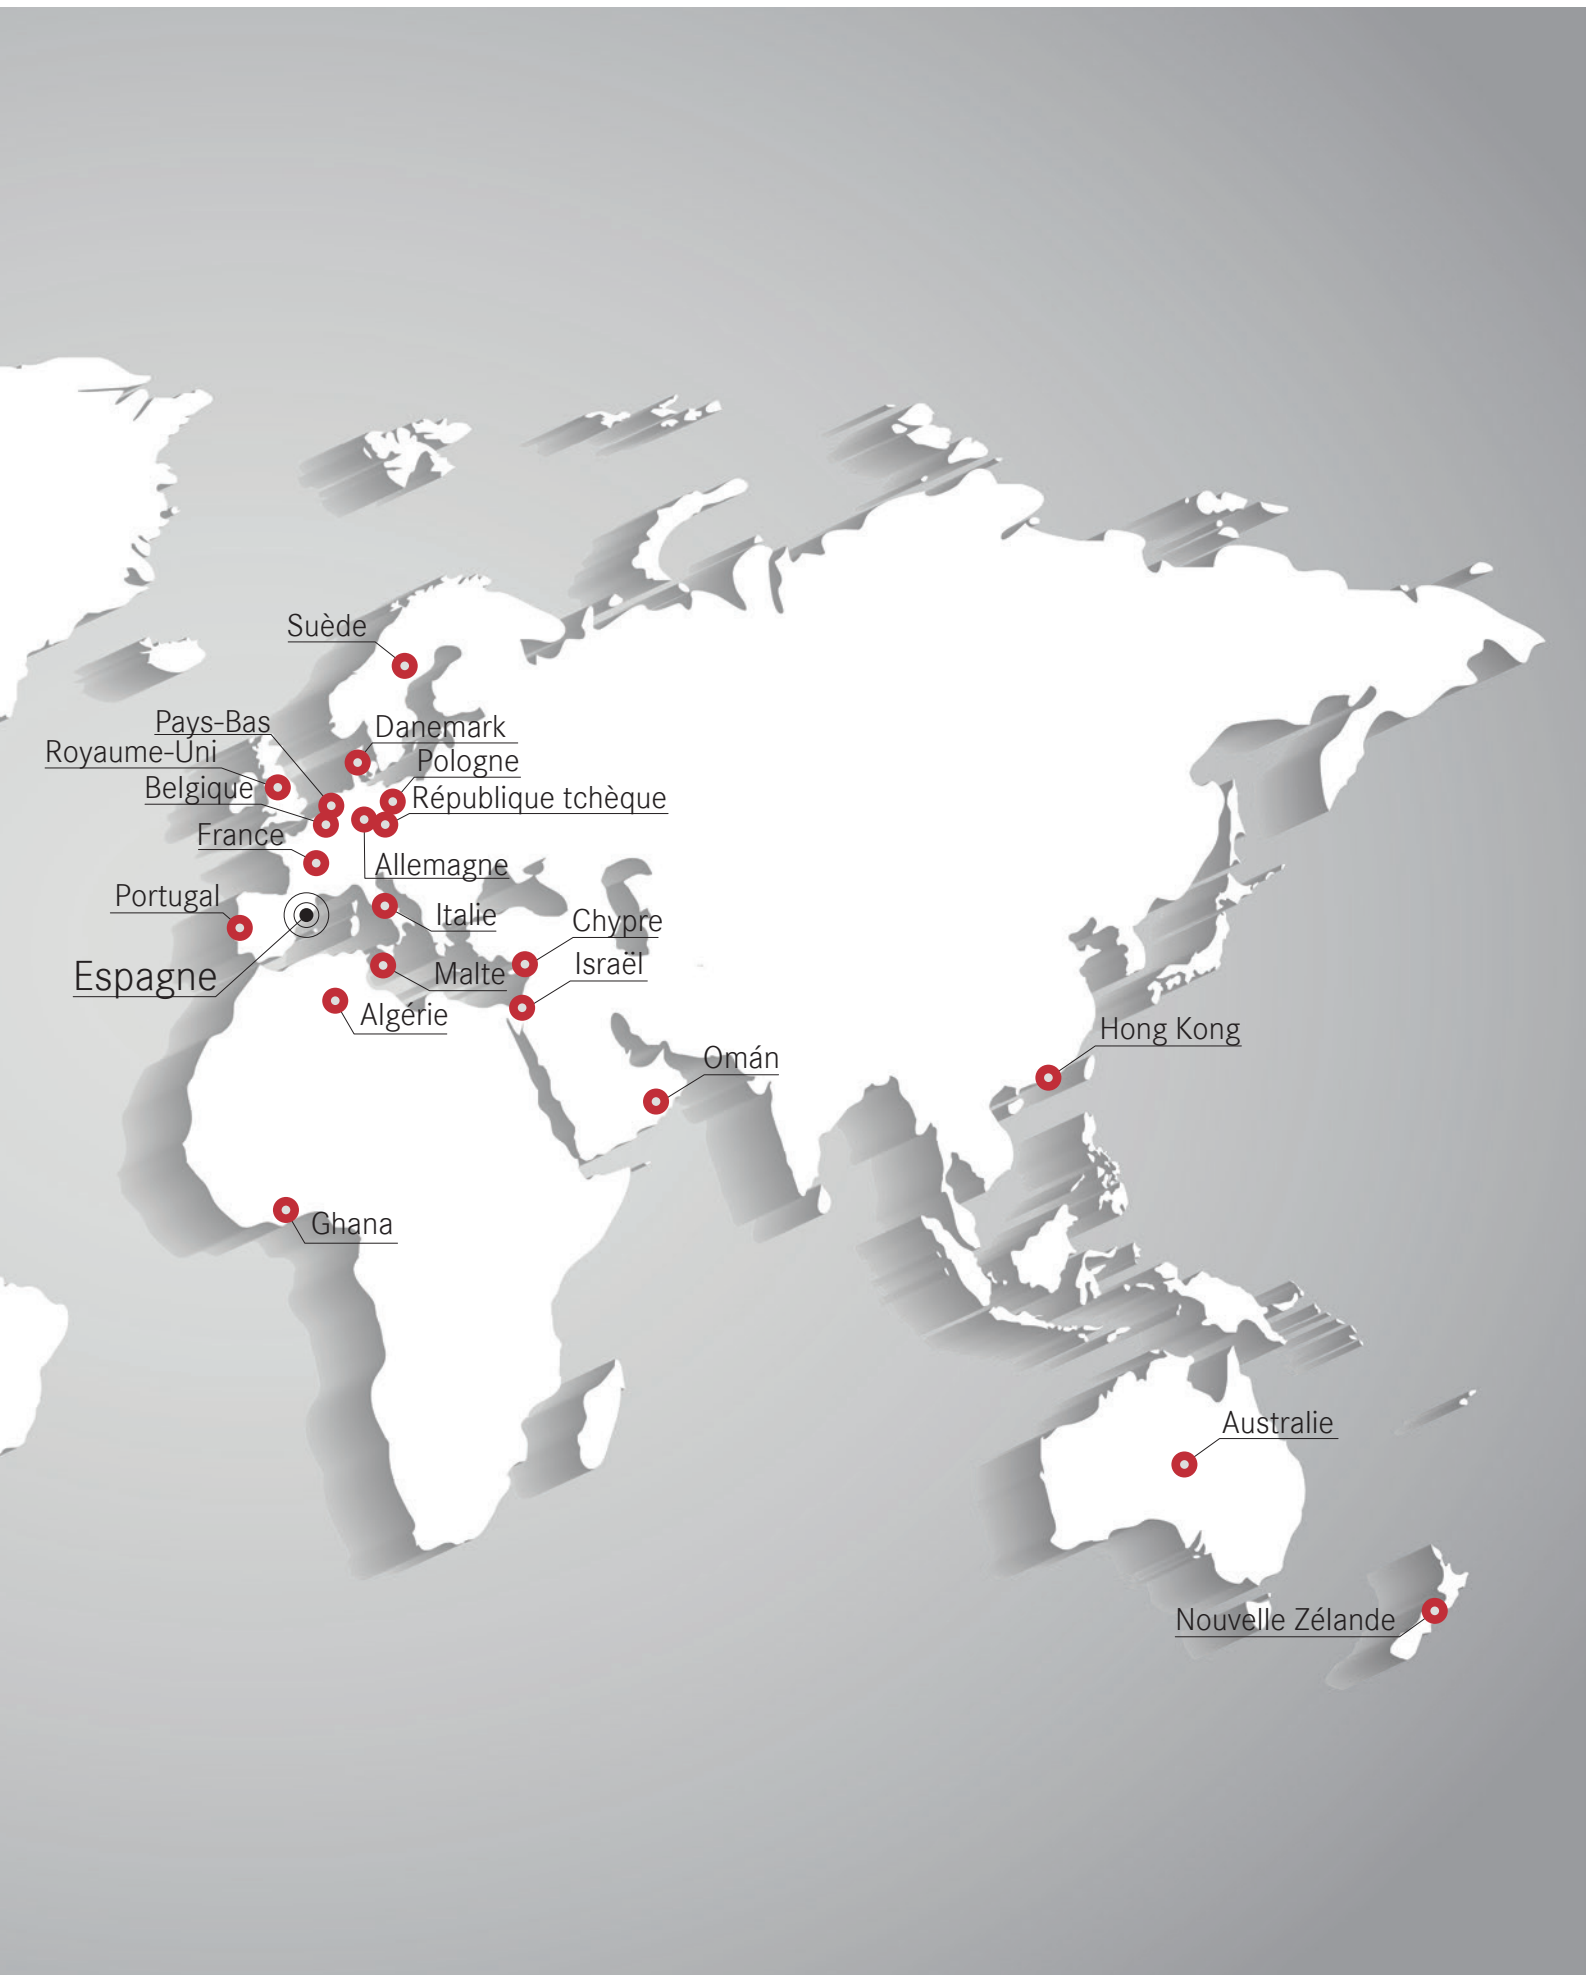 Suède
Pays-Bas
Danemark
Royaume-Uni
Pologne
Belgique
République tchèque
France
Allemagne
Portugal
Italie
Chypre
Espagne
Malte
Israël
Algérie
Hong Kong
Omán
Ghana
Australie
Nouvelle Zélande